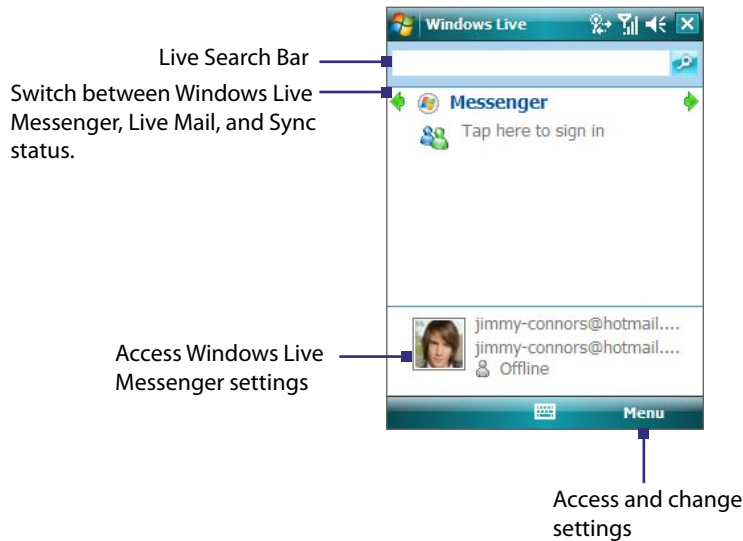 Windows Live
Live Search Bar
Switch between Windows Live
Messenger, Live Mail, and Sync
status.
Messenger
Tap here to sign in
Access Windows Live
Messenger settings
jimmy-connors@hotmail....
jimmy-connors@hotmail....
Offline
Menu
Access and change
settings